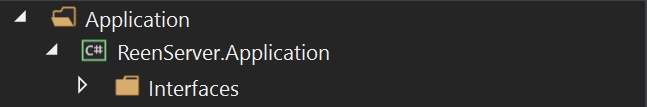 Application
C# ReenServer.Application
Interfaces